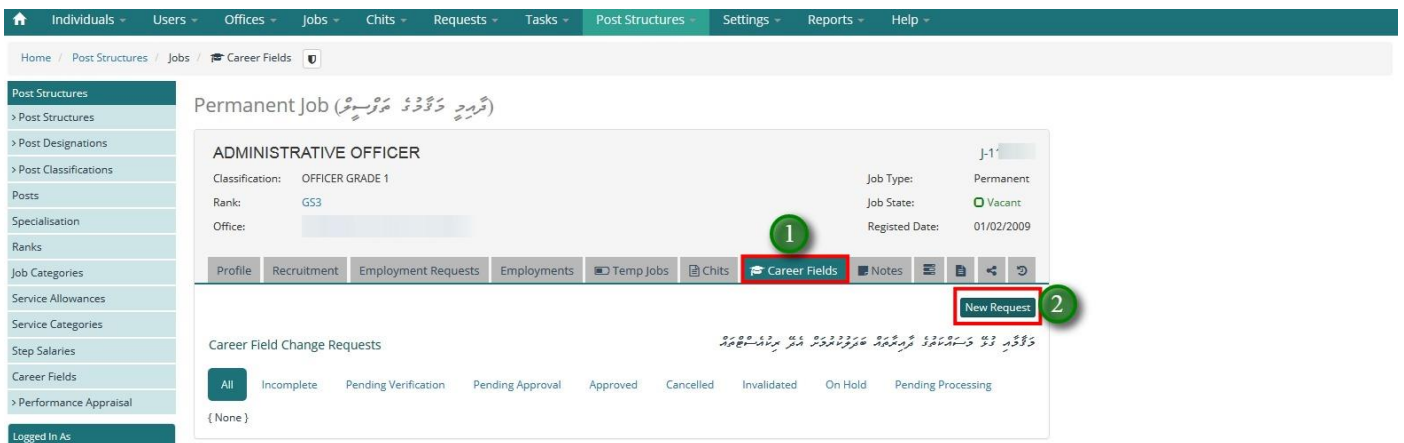 Individuals Users Offices Jobs Chits Requests Tasks Post Structures Settings Reports Help
Home / Post Structures / Jobs / Career Fields
Post Structures
> Post Structures
> Post Designations
> Post Classifications
Posts
Specialisation
Ranks
Job Categories
Service Allowances
Service Categories
Step Salaries
Career Fields
> Performance Appraisal
Logged In As
Permanent Job (ދާއިމީ މަޤާމުގެ ތަފްސީލް)
ADMINISTRATIVE OFFICER J-1
Classification: OFFICER GRADE 1 Job Type: Permanent
Rank: GS3 Job State: Vacant
Office: Registed Date: 01/02/2009
1
Profile Recruitment Employment Requests Employments Temp Jobs Chits Career Fields Notes
New Request 2
Career Field Change Requests
All Incomplete Pending Verification Pending Approval Approved Cancelled Invalidated On Hold Pending Processing
{ None }